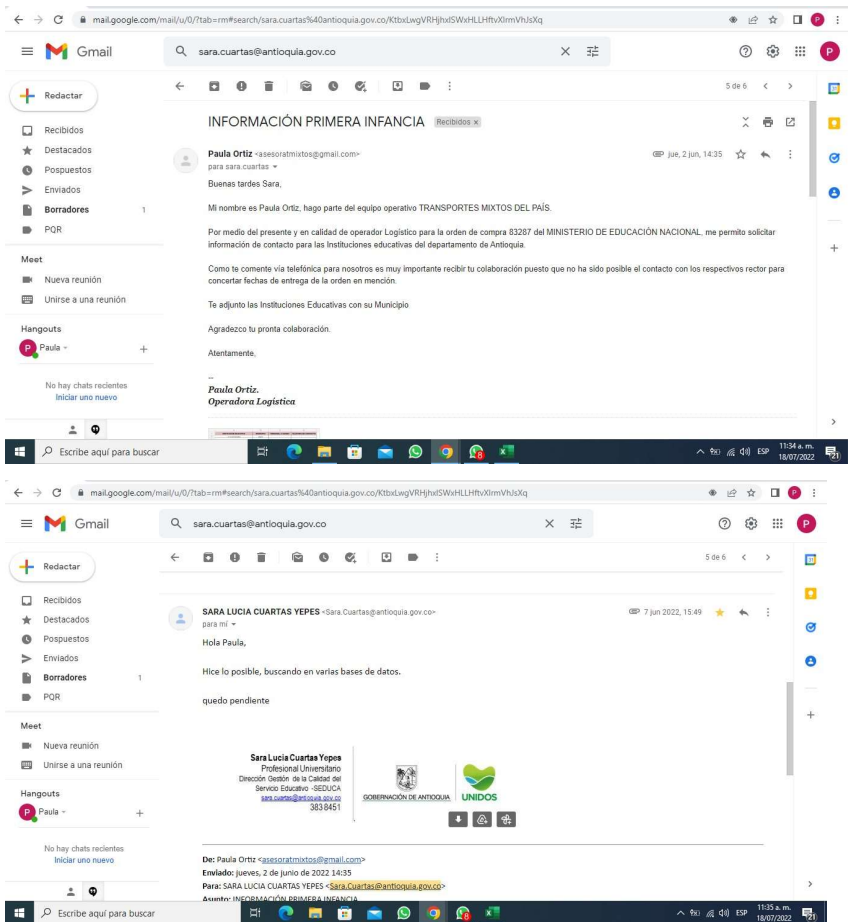 mail.google.com/mail/u/0/?tab=rm#search/sara.cuartas%40antioquia.gov.co/KtbxLwgVRHjhxlSWxHLLHftvXlrmVhJsXq
P
Gmail
sara.cuartas@antioquia.gov.co
P
Redactar
5 de 6
Recibidos
Destacados
Pospuestos
Enviados
Borradores 1
PQR
Meet
Nueva reunión
Unirse a una reunión
Hangouts
P Paula
No hay chats recientes
Iniciar uno nuevo
INFORMACIÓN PRIMERA INFANCIA Recibidos x
Paula Ortiz <asesoratmixtos@gmail.com> jue, 2 jun, 14:35
para sara.cuartas
Buenas tardes Sara,
Mi nombre es Paula Ortiz, hago parte del equipo operativo TRANSPORTES MIXTOS DEL PAÍS.
Por medio del presente y en calidad de operador Logístico para la orden de compra 83287 del MINISTERIO DE EDUCACIÓN NACIONAL, me permito solicitar
información de contacto para las Instituciones educativas del departamento de Antioquia.
Como te comente vía telefónica para nosotros es muy importante recibir tu colaboración puesto que no ha sido posible el contacto con los respectivos rector para
concertar fechas de entrega de la orden en mención.
Te adjunto las Instituciones Educativas con su Municipio
Agradezco tu pronta colaboración.
Atentamente,
--
Paula Ortiz.
Operadora Logística
Escribe aquí para buscar
8
ESP
11:34 a. m.
18/07/2022
21
mail.google.com/mail/u/0/?tab=rm#search/sara.cuartas%40antioquia.gov.co/KtbxLwgVRHjhxlSWxHLLHftvXlrmVhJsXq
P
Gmail
sara.cuartas@antioquia.gov.co
P
Redactar
5 de 6
Recibidos
Destacados
Pospuestos
Enviados
Borradores 1
PQR
Meet
Nueva reunión
Unirse a una reunión
Hangouts
P Paula
No hay chats recientes
Iniciar uno nuevo
SARA LUCIA CUARTAS YEPES <Sara.Cuartas@antioquia.gov.co> 7 jun 2022, 15:49
para mí
Hola Paula,
Hice lo posible, buscando en varias bases de datos.
quedo pendiente
Sara Lucia Cuartas Yepes
Profesional Universitario
Dirección Gestión de la Calidad del
Servicio Educativo -SEDUCA
sara.cuartas@antioquia.gov.co
383 8451
GOBERNACIÓN DE ANTIOQUIA
UNIDOS
De: Paula Ortiz <asesoratmixtos@gmail.com>
Enviado: jueves, 2 de junio de 2022 14:35
Para: SARA LUCIA CUARTAS YEPES <Sara.Cuartas@antioquia.gov.co>
Asunto: INFORMACIÓN PRIMERA INFANCIA
Escribe aquí para buscar
8
ESP
11:35 a. m.
18/07/2022
21